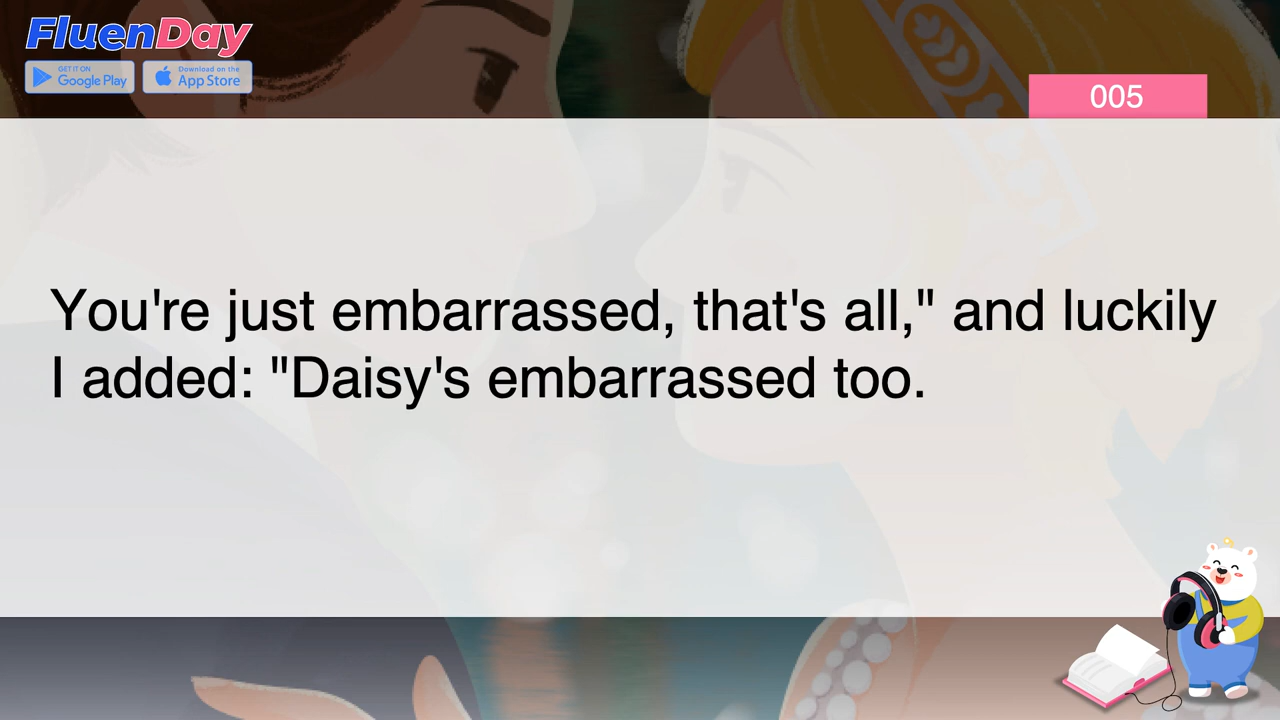 FluenDay
GET IT ON
Google Play
Download on the
App Store
005
You're just embarrassed, that's all," and luckily
I added: "Daisy's embarrassed too.